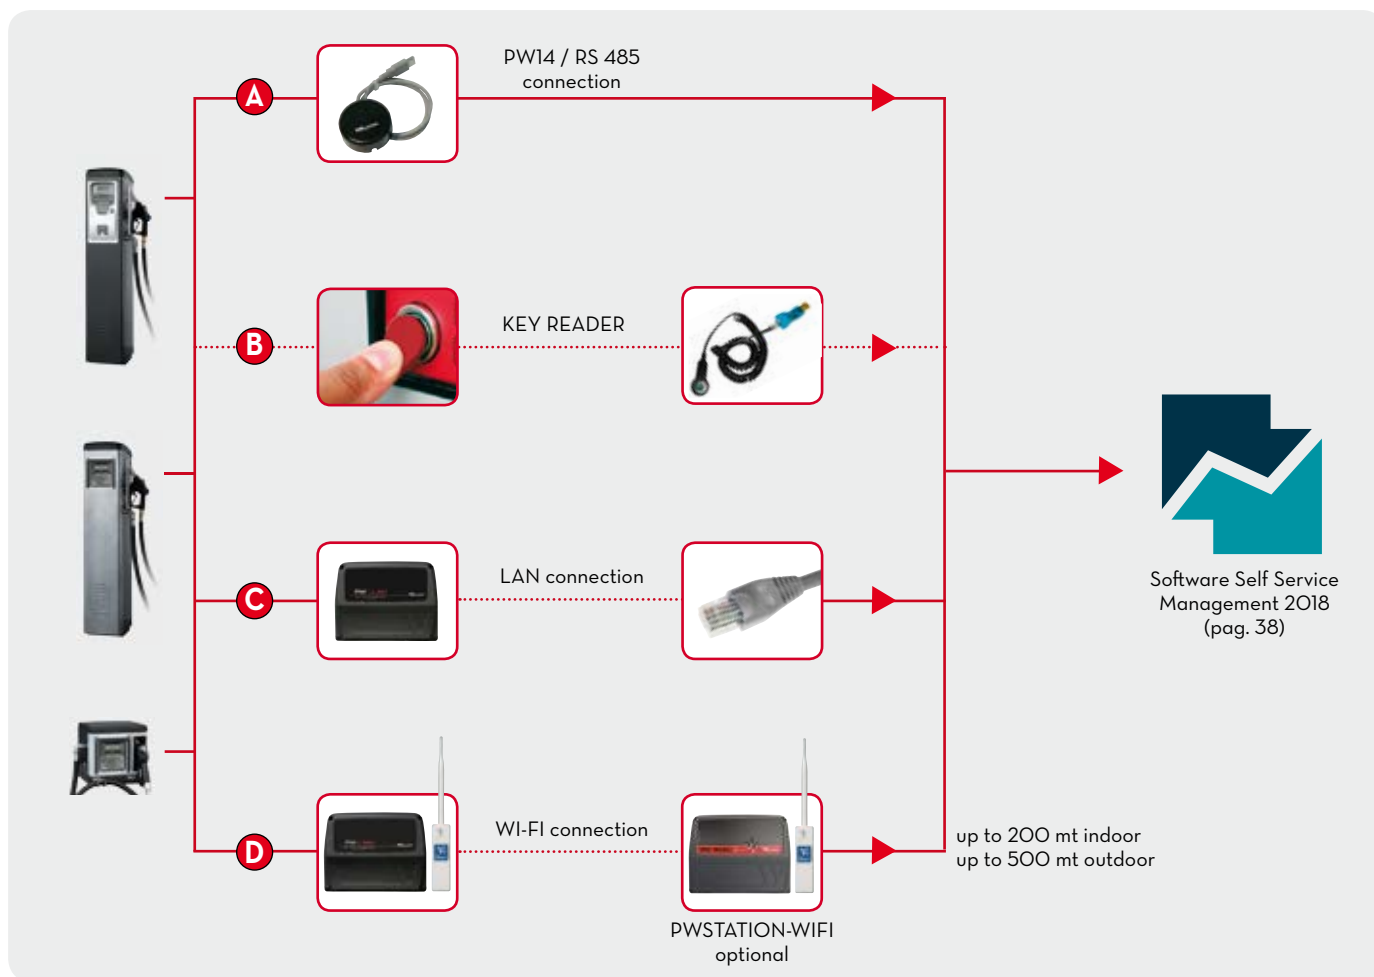 A
PW14 / RS 485
connection
B
KEY READER
C
LAN connection
D
WI-FI connection
PWSTATION-WIFI
optional
up to 200 mt indoor
up to 500 mt outdoor
Software Self Service
Management 2018
(pag. 38)